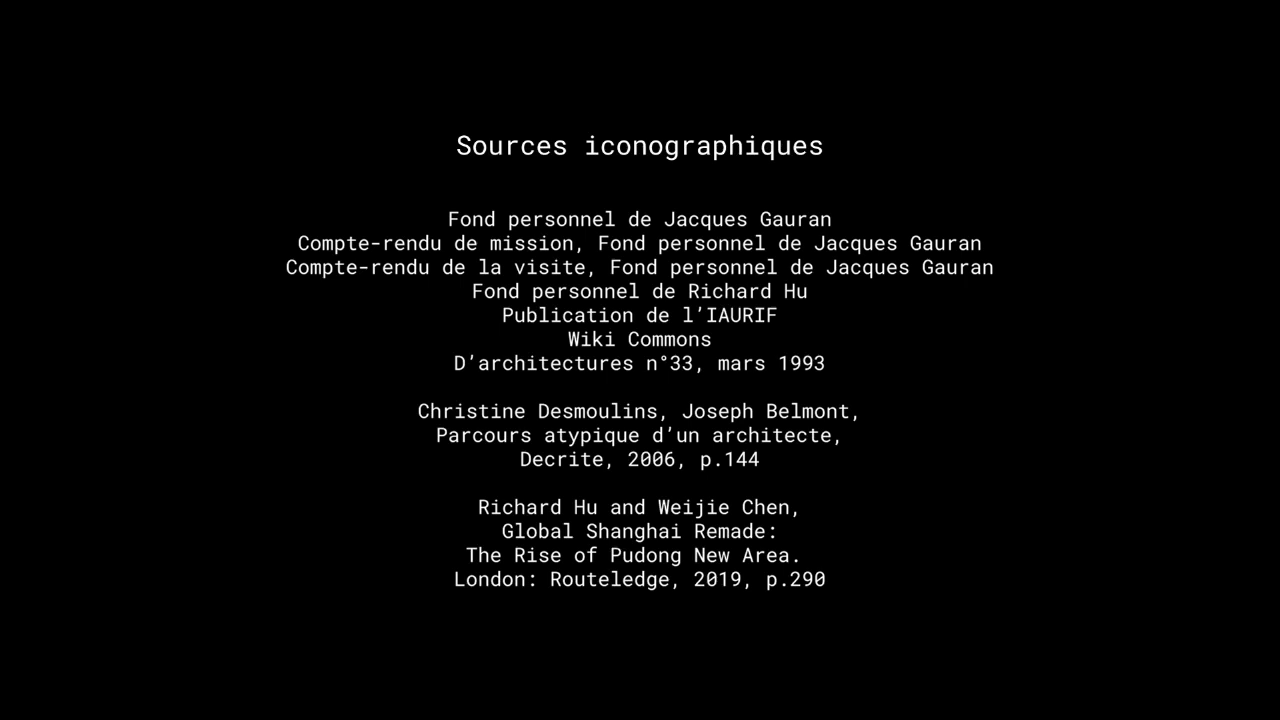 Sources iconographiques
Fond personnel de Jacques Gauran
Compte-rendu de mission, Fond personnel de Jacques Gauran
Compte-rendu de la visite, Fond personnel de Jacques Gauran
Fond personnel de Richard Hu
Publication de l’IAURIF
Wiki Commons
D’architectures n°33, mars 1993
Christine Desmoulins, Joseph Belmont,
Parcours atypique d’un architecte,
Decrite, 2006, p.144
Richard Hu and Weijie Chen,
Global Shanghai Remade:
The Rise of Pudong New Area.
London: Routeledge, 2019, p.290